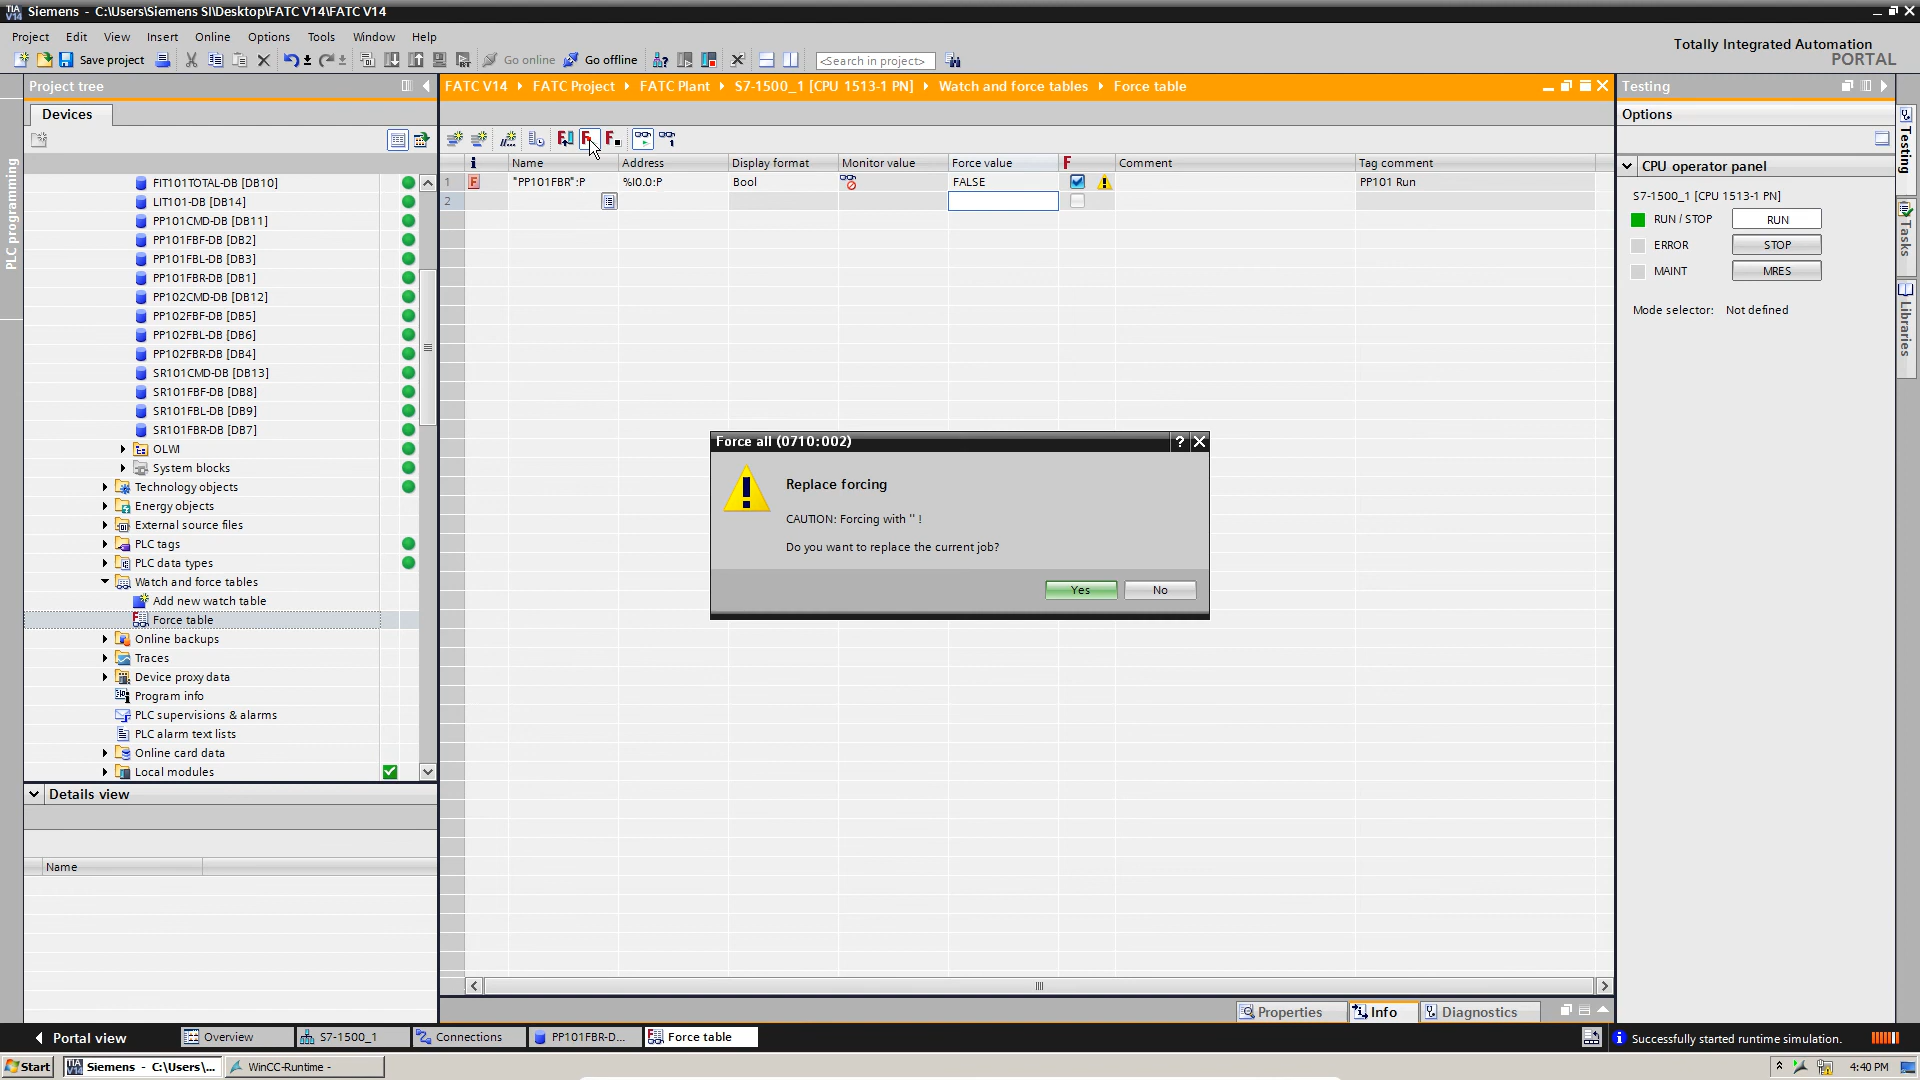 Siemens - C:\Users\Siemens SI\Desktop\FATC V14\FATC V14
Project Edit View Insert Online Options Tools Window Help
Totally Integrated Automation
PORTAL
Save project
Go online
Go offline
<Search in project>
Project tree
FATC V14 FATC Project FATC Plant S7-1500_1 [CPU 1513-1 PN] Watch and force tables Force table
Testing
Devices
Options
PLC programming
i Name Address Display format Monitor value Force value F Comment Tag comment
1 F "PP101FBR":P %I0.0:P Bool FALSE PP101 Run
2
FIT101TOTAL-DB [DB10]
LIT101-DB [DB14]
PP101CMD-DB [DB11]
PP101FBF-DB [DB2]
PP101FBL-DB [DB3]
PP101FBR-DB [DB1]
PP102CMD-DB [DB12]
PP102FBF-DB [DB5]
PP102FBL-DB [DB6]
PP102FBR-DB [DB4]
SR101CMD-DB [DB13]
SR101FBF-DB [DB8]
SR101FBL-DB [DB9]
SR101FBR-DB [DB7]
OLWI
System blocks
Technology objects
Energy objects
External source files
PLC tags
PLC data types
Watch and force tables
Add new watch table
Force table
Online backups
Traces
Device proxy data
Program info
PLC supervisions & alarms
PLC alarm text lists
Online card data
Local modules
Details view
Name
Force all (0710:002)
Replace forcing
CAUTION: Forcing with '' !
Do you want to replace the current job?
Yes
No
CPU operator panel
S7-1500_1 [CPU 1513-1 PN]
RUN / STOP RUN
ERROR STOP
MAINT MRES
Mode selector: Not defined
Testing
Tasks
Libraries
Properties
Info
Diagnostics
Portal view
Overview
S7-1500_1
Connections
PP101FBR-D...
Force table
Successfully started runtime simulation.
Start
Siemens - C:\Users\...
WinCC-Runtime -
4:40 PM